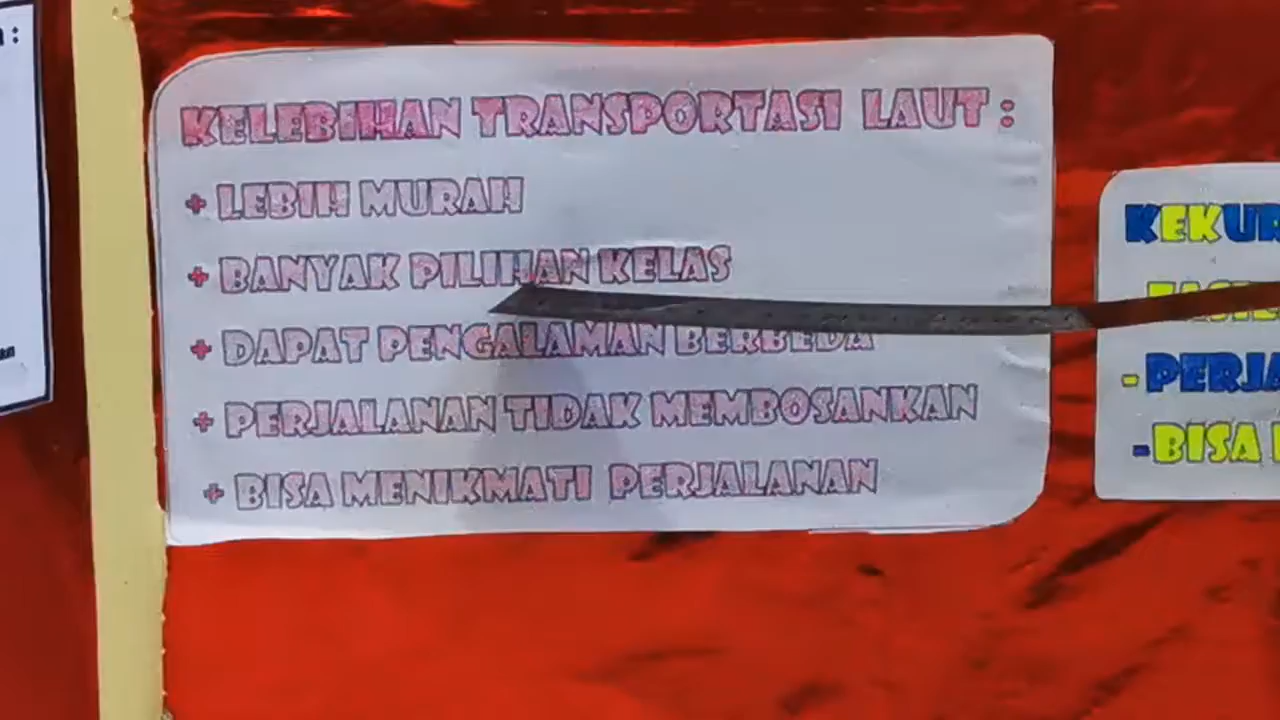 KELEBIHAN TRANSPORTASI LAUT :
+ LEBIH MURAH
+ BANYAK PILIHAN KELAS
+ DAPAT PENGALAMAN BERBEDA
+ PERJALANAN TIDAK MEMBOSANKAN
+ BISA MENIKMATI PERJALANAN
KEKUR
- PERJA
- BISA